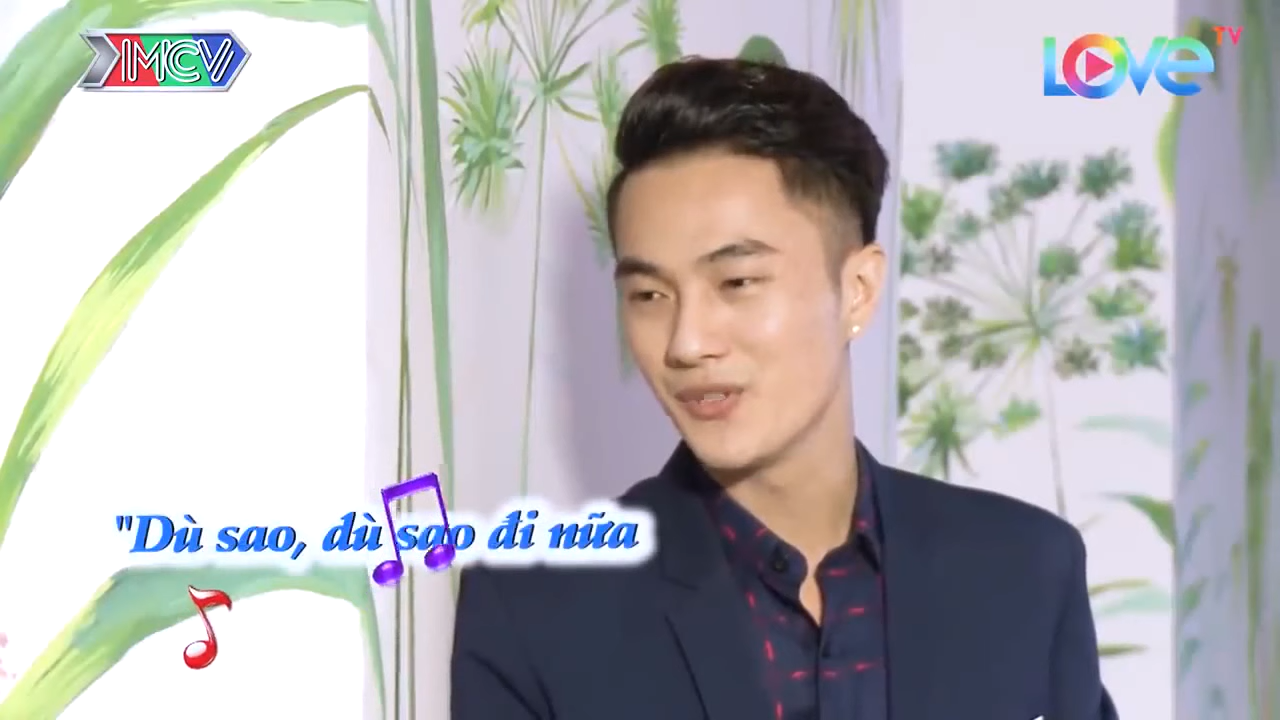 MCV
LOVE TV
"Dù sao, dù sao đi nữa